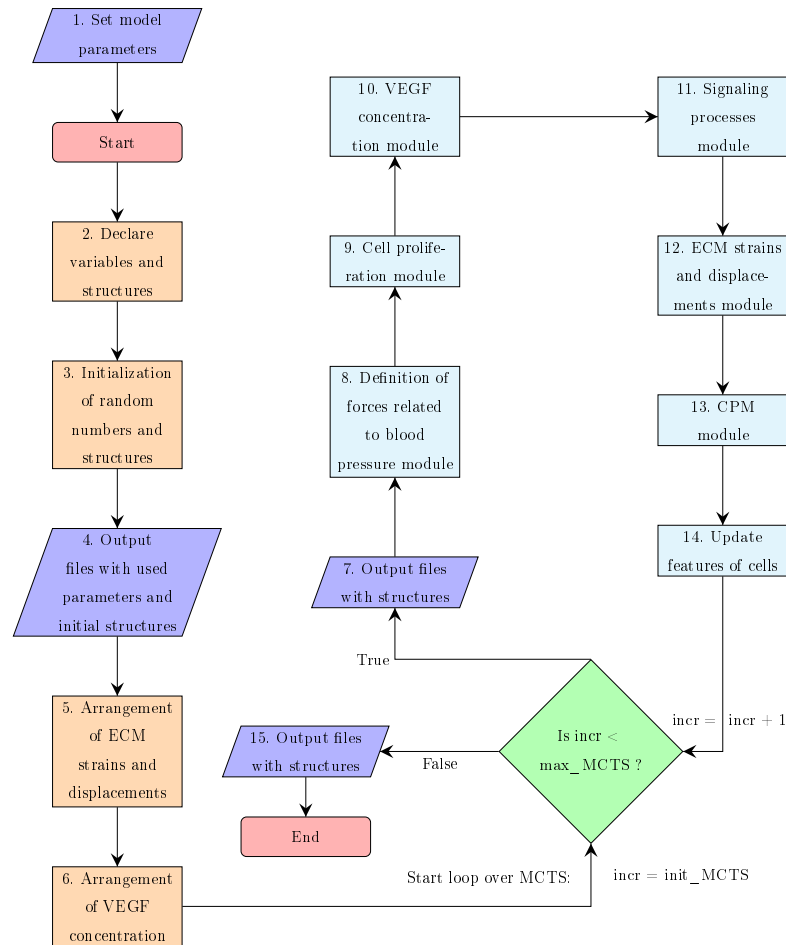 1. Set model
parameters
Start
2. Declare
variables and
structures
3. Initialization
of random
numbers and
structures
4. Output
files with used
parameters and
initial structures
5. Arrangement
of ECM
strains and
displacements
6. Arrangement
of VEGF
concentration
10. VEGF
concentra-
tion module
9. Cell prolife-
ration module
8. Definition of
forces related
to blood
pressure module
7. Output files
with structures
True
15. Output files
with structures
False
End
Is incr <
max_MCTS ?
Start loop over MCTS:
incr = init_MCTS
11. Signaling
processes
module
12. ECM strains
and displace-
ments module
13. CPM
module
14. Update
features of cells
incr = incr + 1